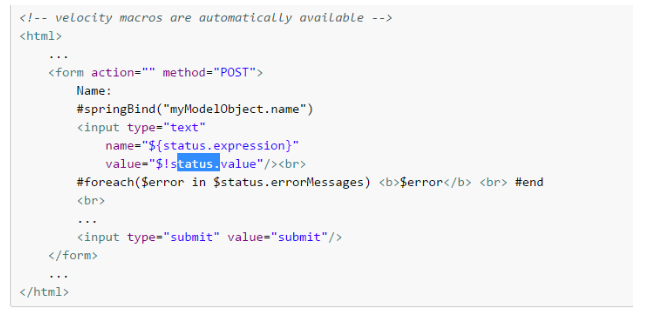 <!-- velocity macros are automatically available -->
<html>
...
<form action="" method="POST">
Name:
#springBind("myModelObject.name")
<input type="text"
name="${status.expression}"
value="$!status.value"/><br>
#foreach($error in $status.errorMessages) <b>$error</b> <br> #end
<br>
...
<input type="submit" value="submit"/>
</form>
...
</html>